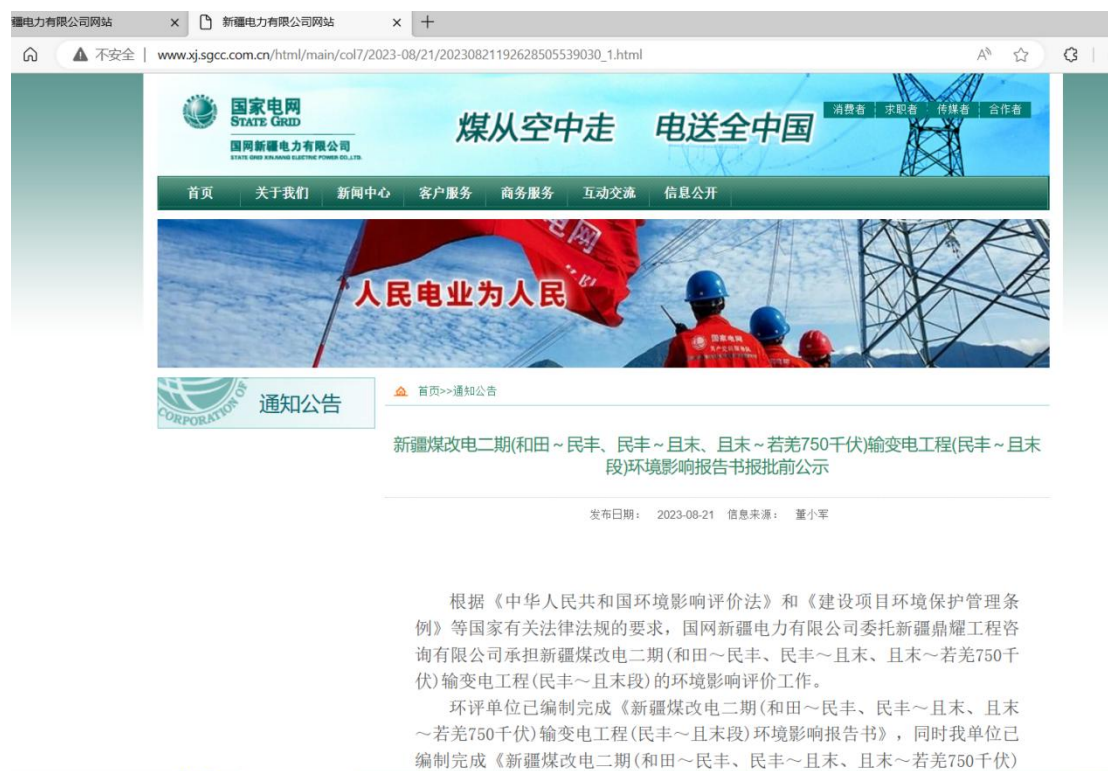 疆电力有限公司网站
新疆电力有限公司网站
不安全
www.xj.sgcc.com.cn/html/main/col7/2023-08/21/20230821192628505539030_1.html
国家电网
STATE GRID
国网新疆电力有限公司
STATE GRID XINJIANG ELECTRIC POWER CO.,LTD.
煤从空中走 电送全中国
消费者 求职者 传媒者 合作者
首页 关于我们 新闻中心 客户服务 商务服务 互动交流 信息公开
人民电业为人民
国家电网
CORPORATION OF
通知公告
首页>>通知公告
新疆煤改电二期(和田～民丰、民丰～且末、且末～若羌750千伏)输变电工程(民丰～且末
段)环境影响报告书报批前公示
发布日期： 2023-08-21 信息来源： 董小军
根据《中华人民共和国环境影响评价法》和《建设项目环境保护管理条
例》等国家有关法律法规的要求，国网新疆电力有限公司委托新疆鼎耀工程咨
询有限公司承担新疆煤改电二期(和田～民丰、民丰～且末、且末～若羌750千
伏)输变电工程(民丰～且末段)的环境影响评价工作。
环评单位已编制完成《新疆煤改电二期(和田～民丰、民丰～且末、且末
～若羌750千伏)输变电工程(民丰～且末段)环境影响报告书》，同时我单位已
编制完成《新疆煤改电二期(和田～民丰、民丰～且末、且末～若羌750千伏)